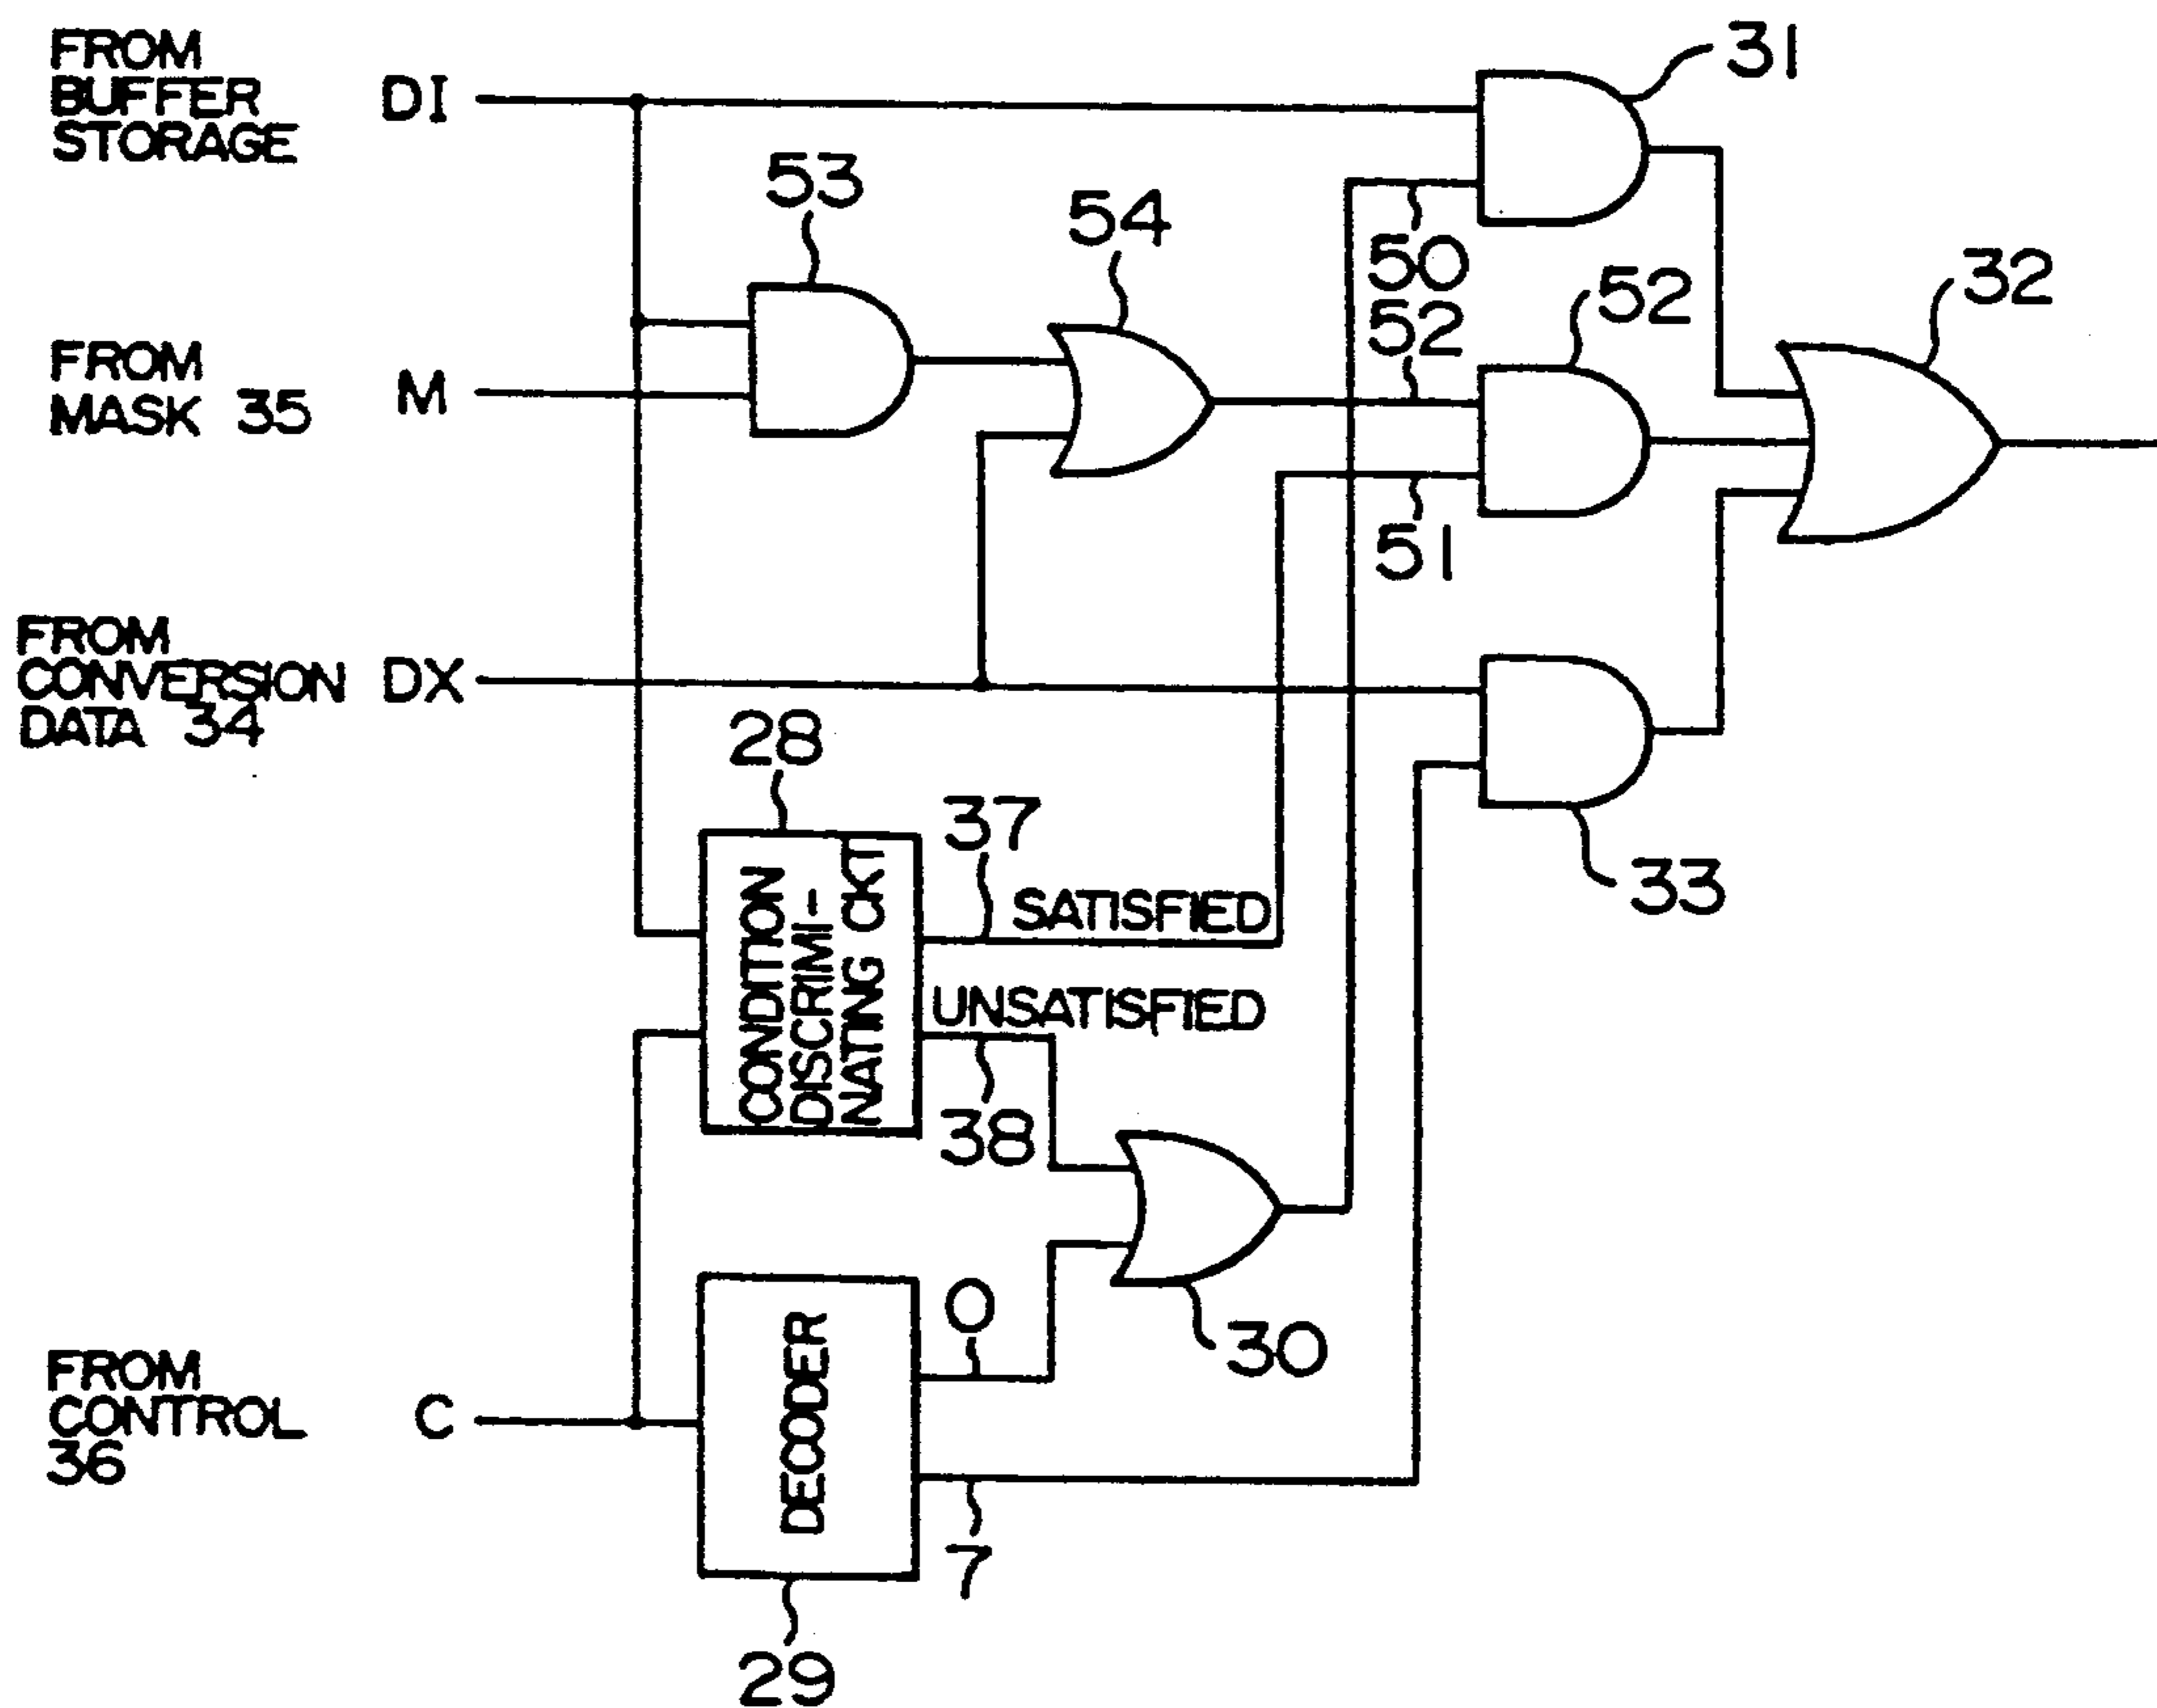 FROM
BUFFER
STORAGE
DI
31
53
54
50
52
52
32
FROM
MASK 35
M
51
FROM
CONVERSION
DATA 34
DX
28
37
33
CONDITION
DISCRIMI-
NATING CKT
SATISFIED
UNSATISFIED
38
0
30
FROM
CONTROL
36
C
DECODER
7
29